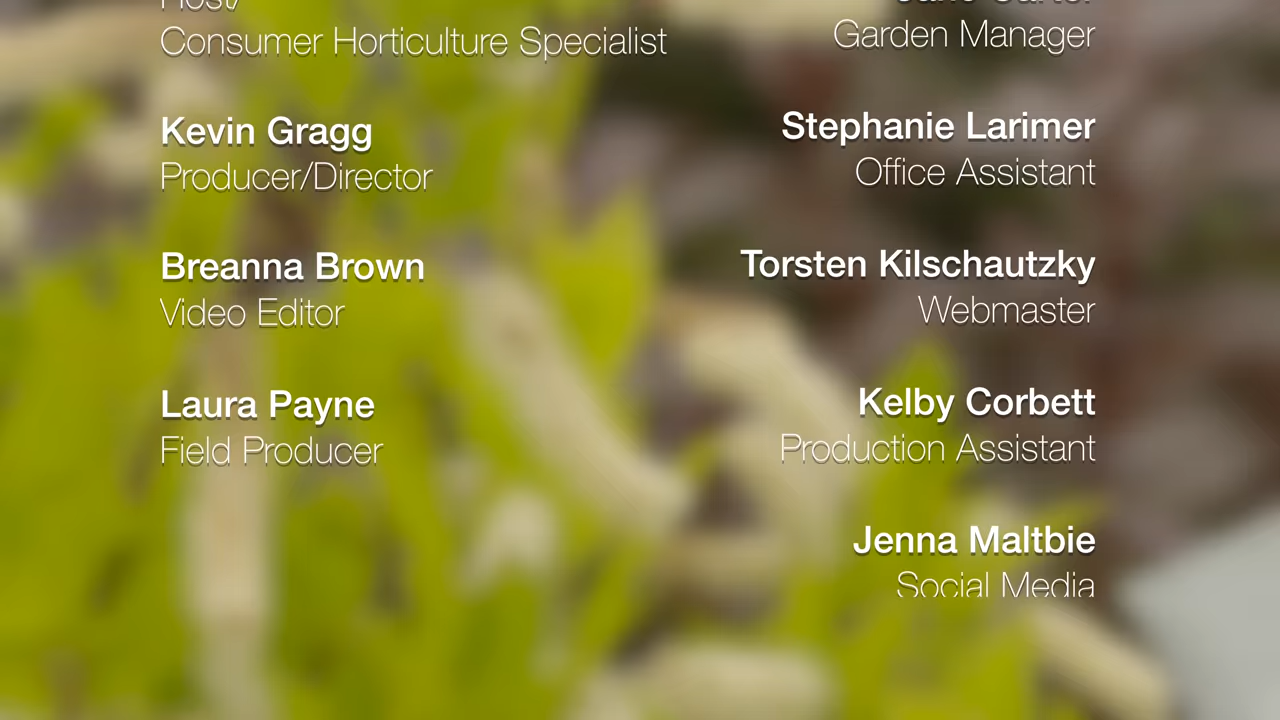 Host/
Consumer Horticulture Specialist
Kevin Gragg
Producer/Director
Breanna Brown
Video Editor
Laura Payne
Field Producer
Garden Manager
Stephanie Larimer
Office Assistant
Torsten Kilschautzky
Webmaster
Kelby Corbett
Production Assistant
Jenna Maltbie
Social Media